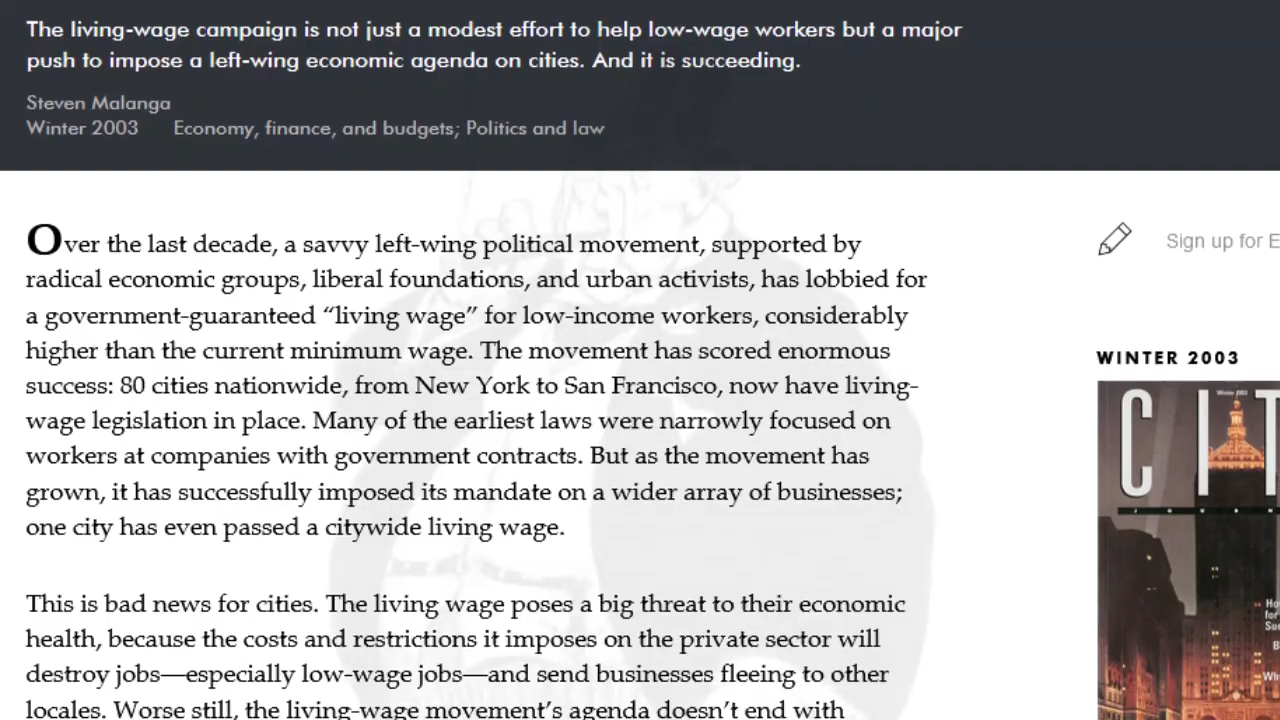 The living-wage campaign is not just a modest effort to help low-wage workers but a major
push to impose a left-wing economic agenda on cities. And it is succeeding.
Steven Malanga
Winter 2003 Economy, finance, and budgets; Politics and law
Over the last decade, a savvy left-wing political movement, supported by
radical economic groups, liberal foundations, and urban activists, has lobbied for
a government-guaranteed “living wage” for low-income workers, considerably
higher than the current minimum wage. The movement has scored enormous
success: 80 cities nationwide, from New York to San Francisco, now have living-
wage legislation in place. Many of the earliest laws were narrowly focused on
workers at companies with government contracts. But as the movement has
grown, it has successfully imposed its mandate on a wider array of businesses;
one city has even passed a citywide living wage.
This is bad news for cities. The living wage poses a big threat to their economic
health, because the costs and restrictions it imposes on the private sector will
destroy jobs—especially low-wage jobs—and send businesses fleeing to other
locales. Worse still, the living-wage movement’s agenda doesn’t end with
Sign up for E
WINTER 2003
Winter 2003
CIT